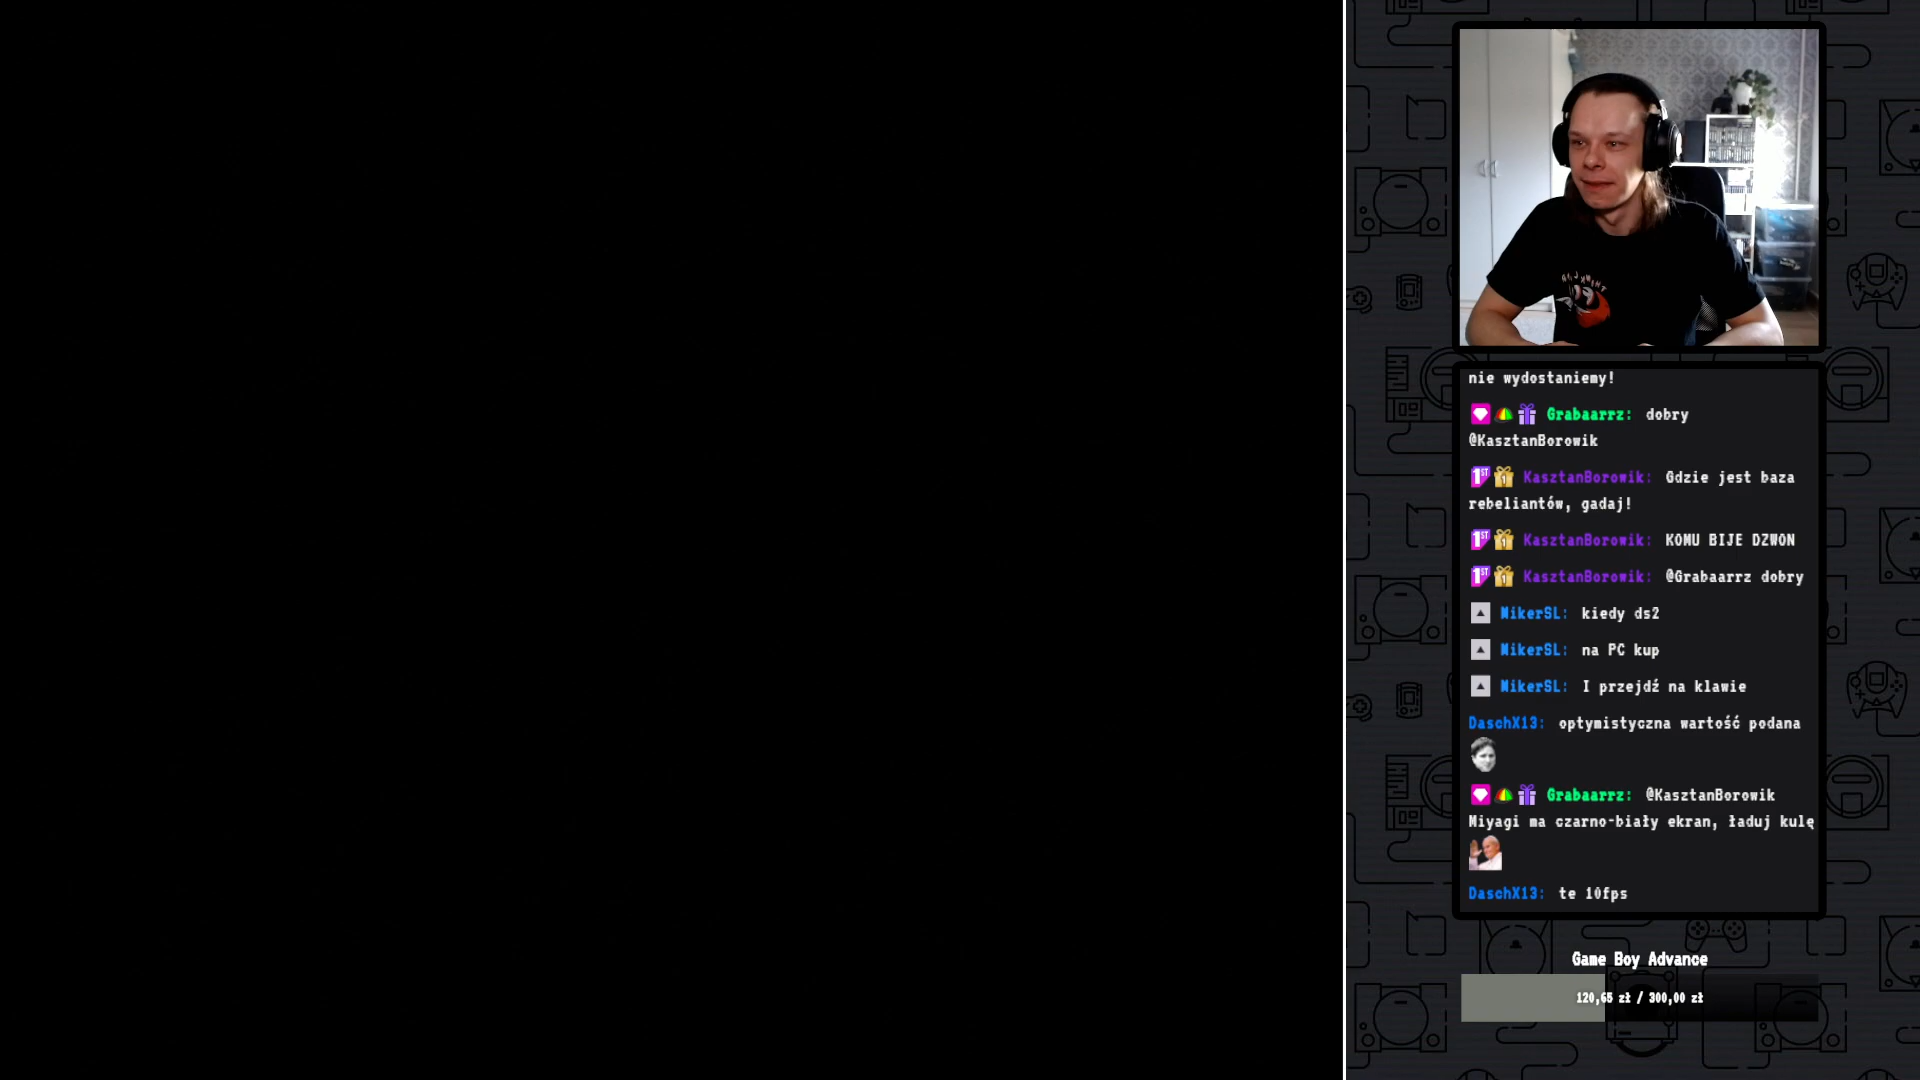 nie wydostaniemy!
Grabaarrz: dobry
@KasztanBorowik
KasztanBorowik: Gdzie jest baza
rebeliantów, gadaj!
KasztanBorowik: KOMU BIJE DZWON
KasztanBorowik: @Grabaarrz dobry
MikerSL: kiedy ds2
MikerSL: na PC kup
MikerSL: I przejdź na klawie
DaschX13: optymistyczna wartość podana
Grabaarrz: @KasztanBorowik
Miyagi ma czarno-biały ekran, ładuj kulę
DaschX13: te 10fps
Game Boy Advance
120,65 zł / 300,00 zł